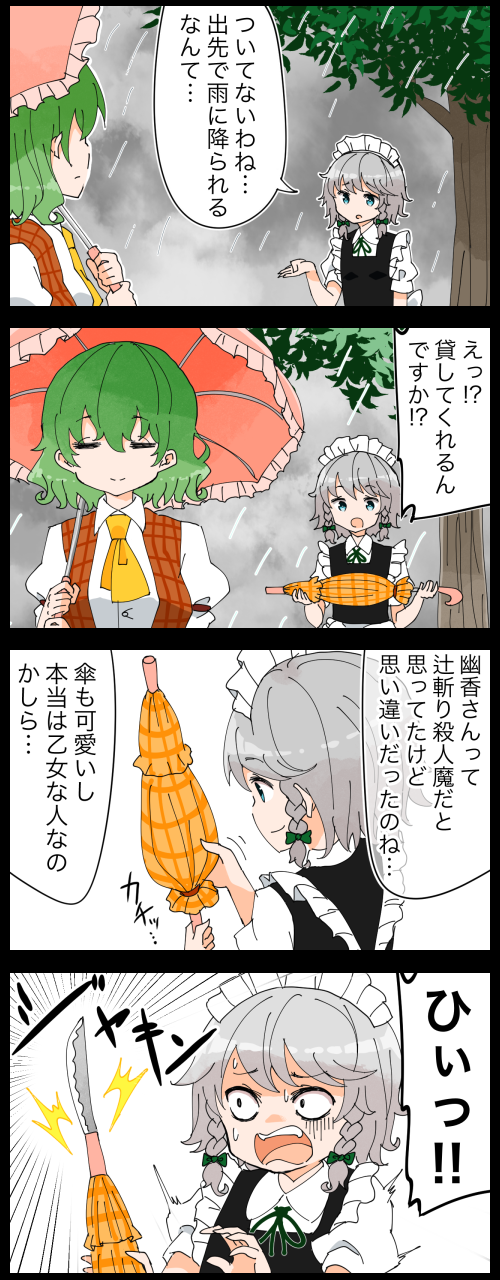 ついてないわね…
出先で雨に降られる
なんて…
えっ!?
貸してくれるん
ですか!?
幽香さんって
辻斬り殺人魔だと
思ってたけど
思い違いだったのね…
傘も可愛いし
本当は乙女な人なの
かしら…
カチッ…
ジャキン
ひぃっ!!